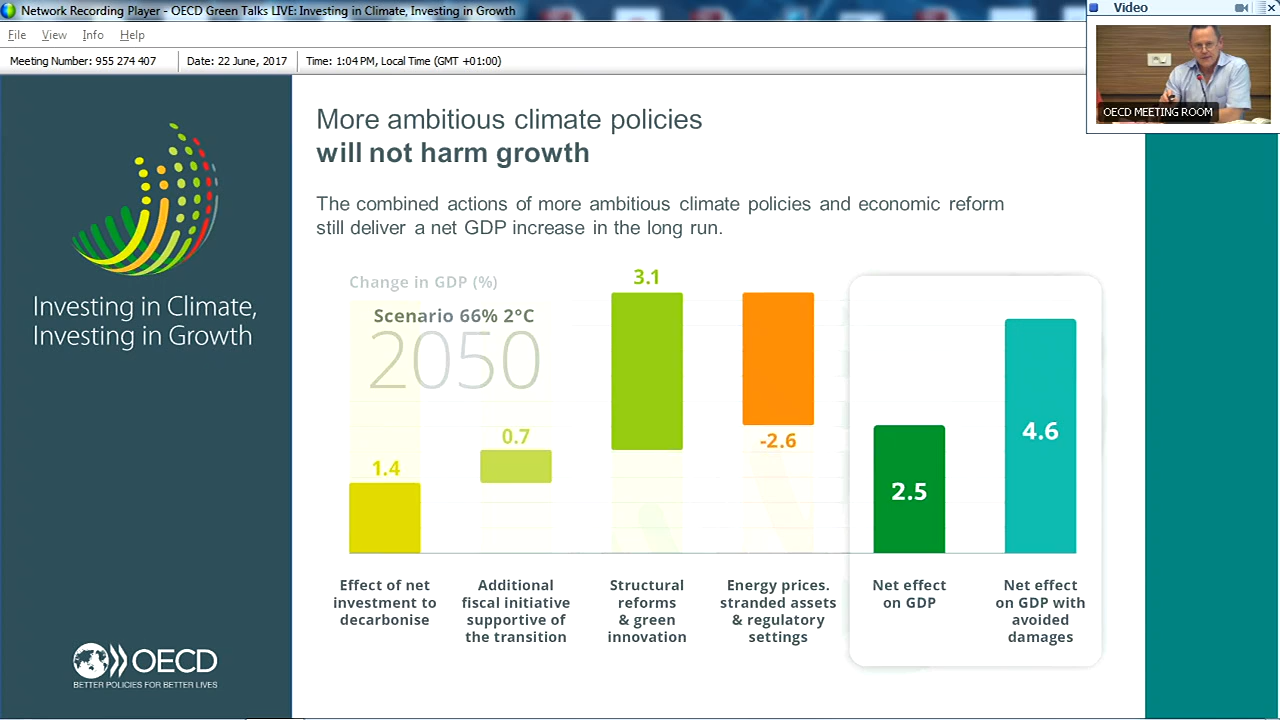 Network Recording Player - OECD Green Talks LIVE: Investing in Climate, Investing in Growth
Video
File View Info Help
Meeting Number: 955 274 407 Date: 22 June, 2017 Time: 1:04 PM, Local Time (GMT +01:00)
OECD MEETING ROOM
More ambitious climate policies
will not harm growth
The combined actions of more ambitious climate policies and economic reform
still deliver a net GDP increase in the long run.
Investing in Climate,
Investing in Growth
Change in GDP (%)
Scenario 66% 2°C
2050
1.4
0.7
3.1
-2.6
2.5
4.6
Effect of net
investment to
decarbonise
Additional
fiscal initiative
supportive of
the transition
Structural
reforms
& green
innovation
Energy prices.
stranded assets
& regulatory
settings
Net effect
on GDP
Net effect
on GDP with
avoided
damages
OECD
BETTER POLICIES FOR BETTER LIVES